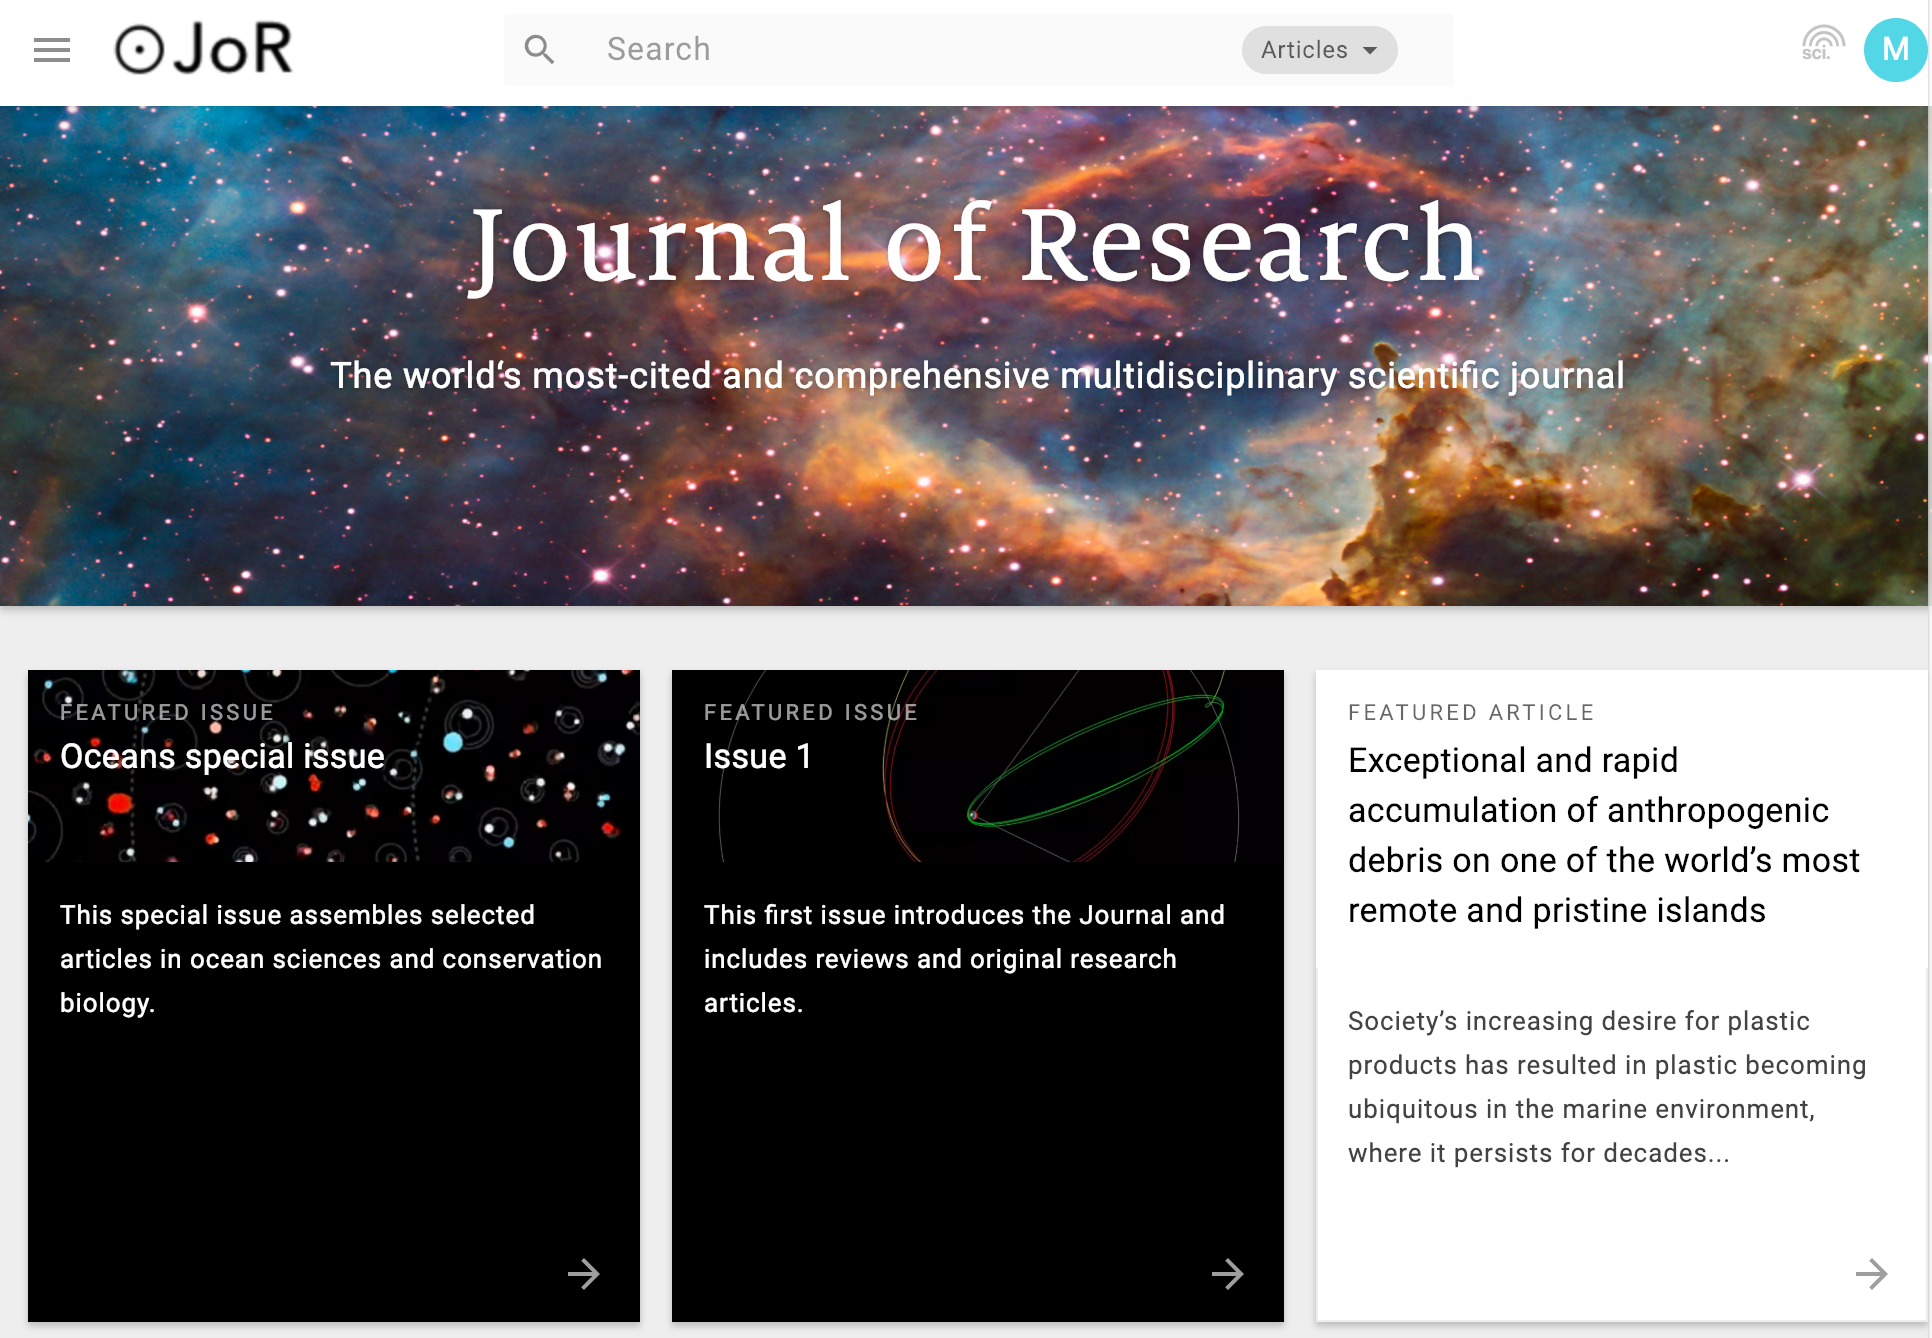 JoR
Search
Articles
sci.
M
Journal of Research
The world‘s most-cited and comprehensive multidisciplinary scientific journal
FEATURED ISSUE
Oceans special issue
This special issue assembles selected
articles in ocean sciences and conservation
biology.
FEATURED ISSUE
Issue 1
This first issue introduces the Journal and
includes reviews and original research
articles.
FEATURED ARTICLE
Exceptional and rapid
accumulation of anthropogenic
debris on one of the world’s most
remote and pristine islands
Society’s increasing desire for plastic
products has resulted in plastic becoming
ubiquitous in the marine environment,
where it persists for decades...